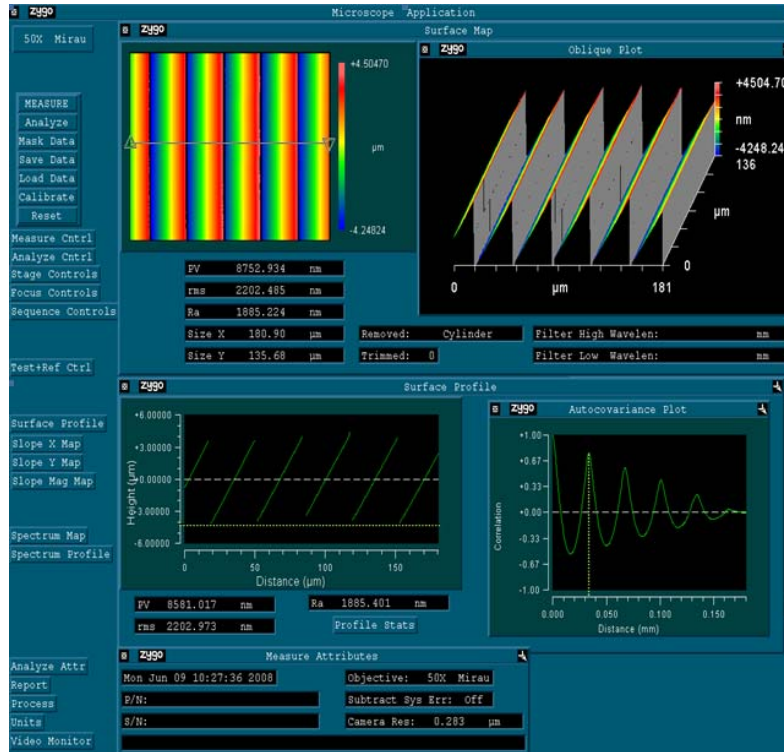 zygo Microscope Application
50X Mirau
MEASURE
Analyze
Mask Data
Save Data
Load Data
Calibrate
Reset
Measure Cntrl
Analyze Cntrl
Stage Controls
Focus Controls
Sequence Controls
Test+Ref Ctrl
Surface Profile
Slope X Map
Slope Y Map
Slope Mag Map
Spectrum Map
Spectrum Profile
Analyze Attr
Report
Process
Units
Video Monitor
zygo Surface Map
+4.50470
µm
-4.24824
zygo Oblique Plot
+4504.70
nm
-4248.24
136
µm
0
0 µm 181
PV 8752.934 nm
rms 2202.485 nm
Ra 1885.224 nm
Size X 180.90 µm
Size Y 135.68 µm
Removed: Cylinder
Trimmed: 0
Filter High Wavelen: mm
Filter Low Wavelen: mm
zygo Surface Profile
+6.00000
+3.00000
+0.00000
-3.00000
-6.00000
Height (µm)
0 50 100 150
Distance (µm)
PV 8581.017 nm
rms 2202.973 nm
Ra 1885.401 nm
Profile Stats
zygo Autocovariance Plot
+1.00
+0.67
+0.33
+0.00
-0.33
-0.67
-1.00
Correlation
0.000 0.050 0.100 0.150
Distance (mm)
zygo Measure Attributes
Mon Jun 09 10:27:36 2008
P/N:
S/N:
Objective: 50X Mirau
Subtract Sys Err: Off
Camera Res: 0.283 µm